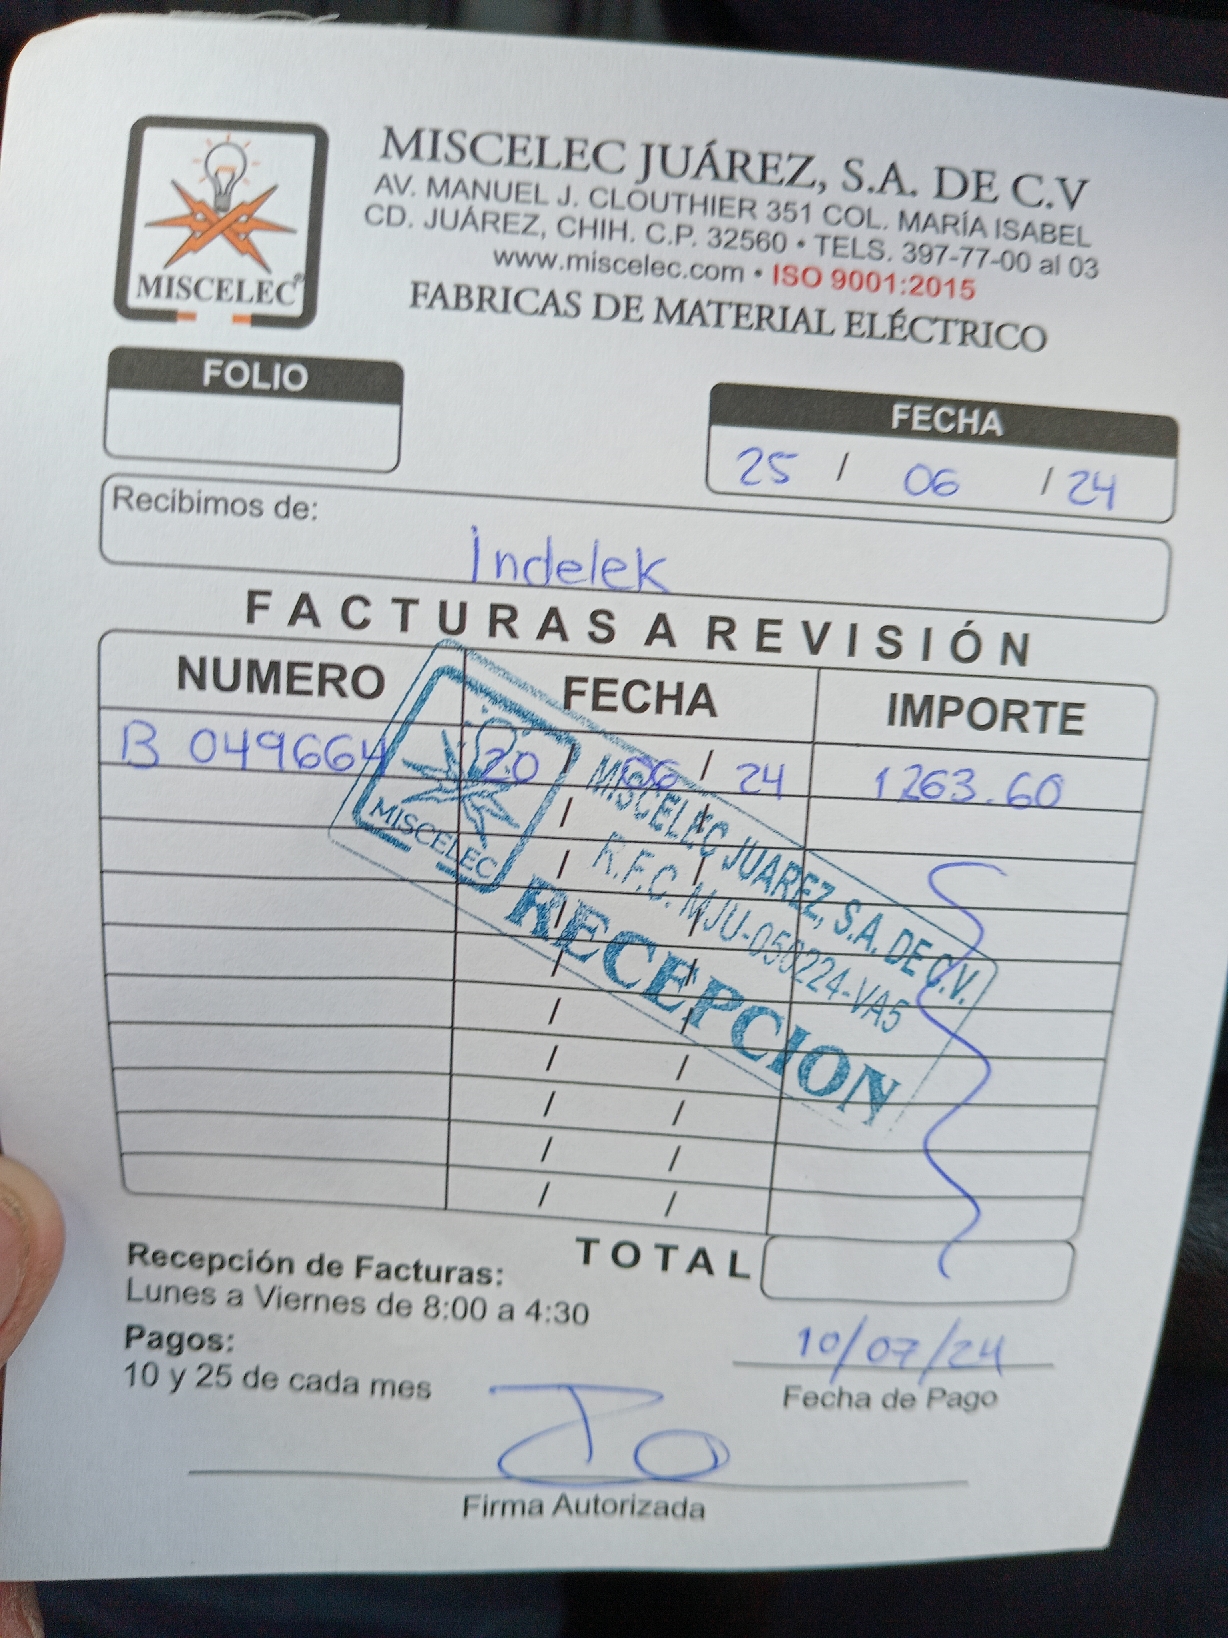 MISCELEC®
MISCELEC JUÁREZ, S.A. DE C.V
AV. MANUEL J. CLOUTHIER 351 COL. MARÍA ISABEL
CD. JUÁREZ, CHIH. C.P. 32560 • TELS. 397-77-00 al 03
www.miscelec.com • ISO 9001:2015
FABRICAS DE MATERIAL ELÉCTRICO
FOLIO
FECHA
25 / 06 / 24
Recibimos de:
Indelek
FACTURAS A REVISIÓN
NUMERO FECHA IMPORTE
B 049664 20 / 06 / 24 1263.60
MISCELEC
MISCELEC JUAREZ, S.A. DE C.V.
R.F.C. MJU-050224-VA5
RECEPCION
TOTAL
Recepción de Facturas:
Lunes a Viernes de 8:00 a 4:30
Pagos:
10 y 25 de cada mes
10/07/24
Fecha de Pago
Firma Autorizada